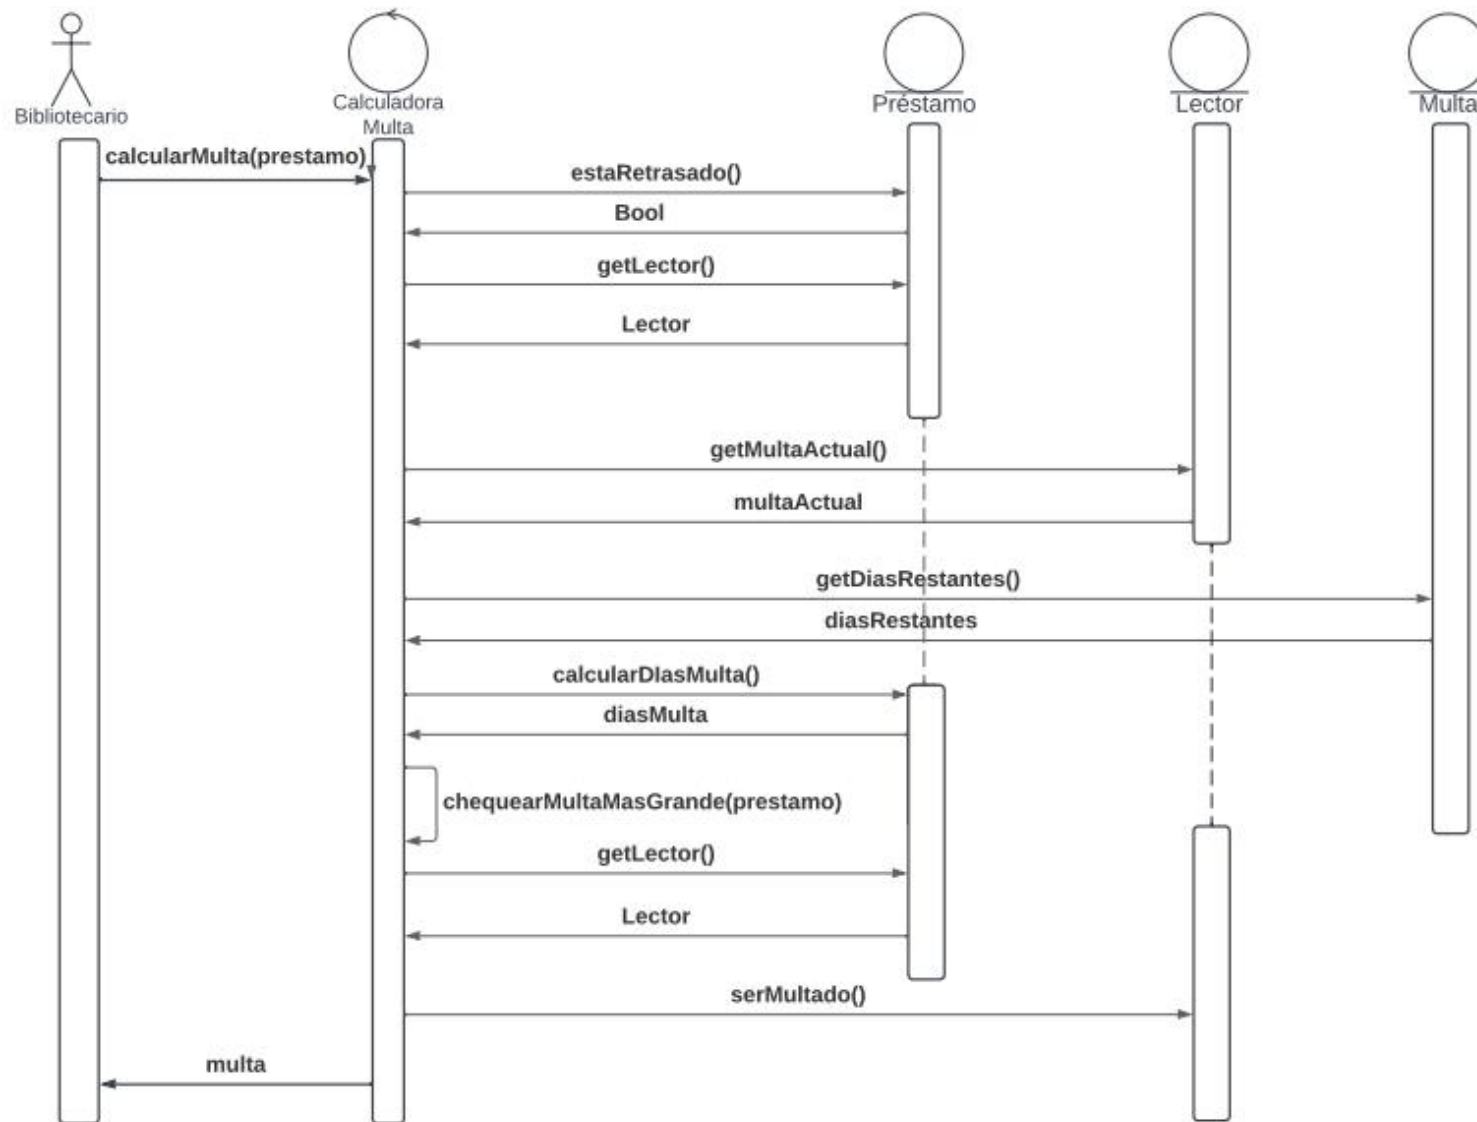 Bibliotecario
Calculadora
Multa
Préstamo
Lector
Multa
calcularMulta(prestamo)
estaRetrasado()
Bool
getLector()
Lector
getMultaActual()
multaActual
getDiasRestantes()
diasRestantes
calcularDIasMulta()
diasMulta
chequearMultaMasGrande(prestamo)
getLector()
Lector
serMultado()
multa